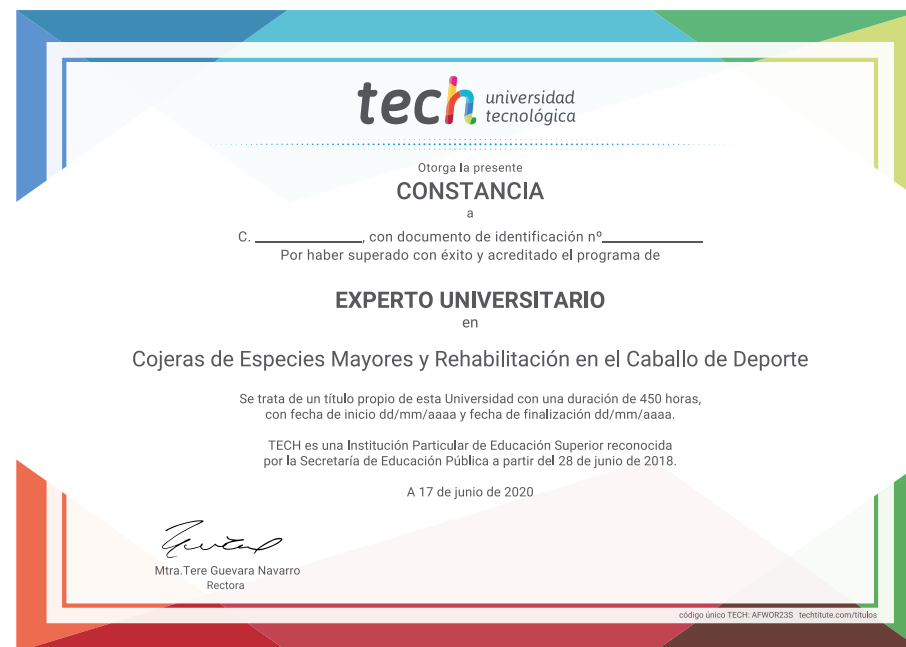 tech universidad
tecnológica
Otorga la presente
CONSTANCIA
a
C. ____________, con documento de identificación nº____________
Por haber superado con éxito y acreditado el programa de
EXPERTO UNIVERSITARIO
en
Cojeras de Especies Mayores y Rehabilitación en el Caballo de Deporte
Se trata de un título propio de esta Universidad con una duración de 450 horas,
con fecha de inicio dd/mm/aaaa y fecha de finalización dd/mm/aaaa.
TECH es una Institución Particular de Educación Superior reconocida
por la Secretaría de Educación Pública a partir del 28 de junio de 2018.
A 17 de junio de 2020
Mtra.Tere Guevara Navarro
Rectora
código único TECH: AFWOR23S techtitute.com/titulos